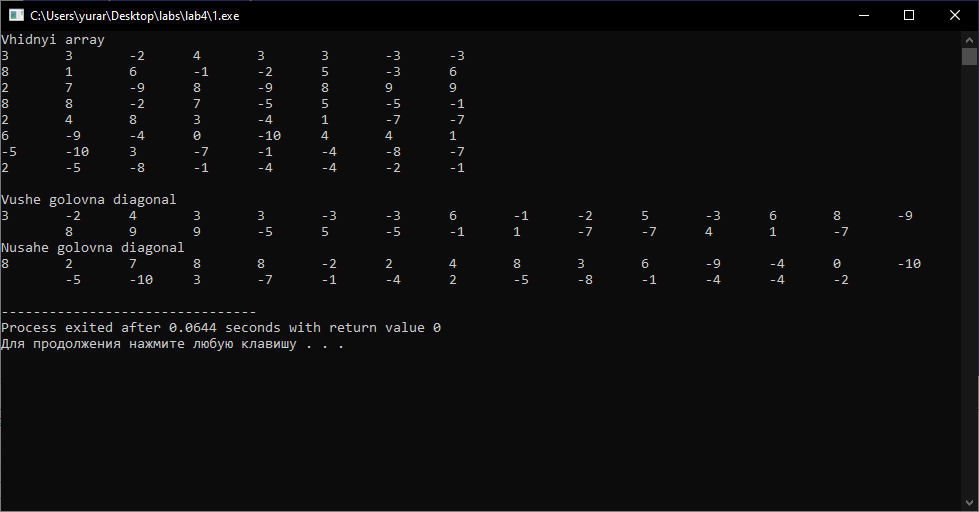 C:\Users\yurar\Desktop\labs\lab4\1.exe
Vhidnyi array
3 3 -2 4 3 3 -3 -3
8 1 6 -1 -2 5 -3 6
2 7 -9 8 -9 8 9 9
8 8 -2 7 -5 5 -5 -1
2 4 8 3 -4 1 -7 -7
6 -9 -4 0 -10 4 4 1
-5 -10 3 -7 -1 -4 -8 -7
2 -5 -8 -1 -4 -4 -2 -1
Vushe golovna diagonal
3 -2 4 3 3 -3 -3 6 -1 -2 5 -3 6 8 -9
8 9 9 -5 5 -5 -1 1 -7 -7 4 1 -7
Nusahe golovna diagonal
8 2 7 8 8 -2 2 4 8 3 6 -9 -4 0 -10
-5 -10 3 -7 -1 -4 2 -5 -8 -1 -4 -4 -2
--------------------------------
Process exited after 0.0644 seconds with return value 0
Для продолжения нажмите любую клавишу . . .